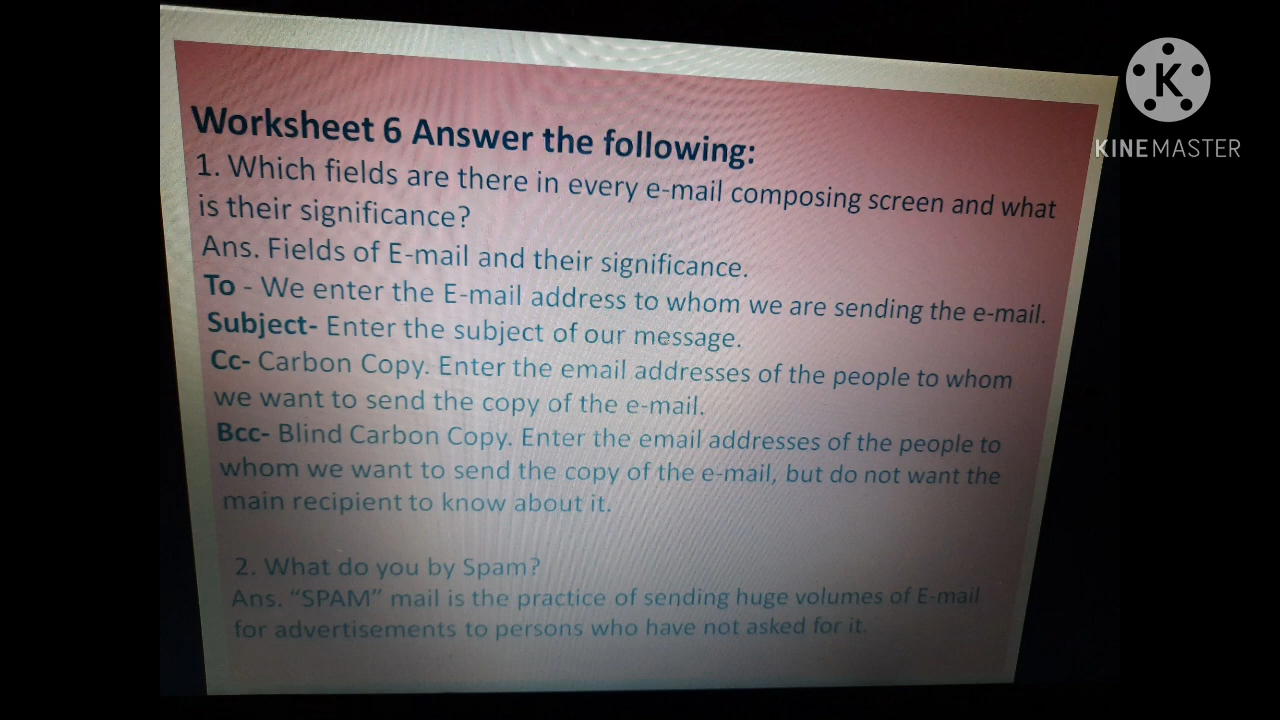 Worksheet 6 Answer the following:
1. Which fields are there in every e-mail composing screen and what
is their significance?
Ans. Fields of E-mail and their significance.
To - We enter the E-mail address to whom we are sending the e-mail.
Subject- Enter the subject of our message.
Cc- Carbon Copy. Enter the email addresses of the people to whom
we want to send the copy of the e-mail.
Bcc- Blind Carbon Copy. Enter the email addresses of the people to
whom we want to send the copy of the e-mail, but do not want the
main recipient to know about it.
2. What do you by Spam?
Ans. “SPAM” mail is the practice of sending huge volumes of E-mail
for advertisements to persons who have not asked for it.
K
KINEMASTER